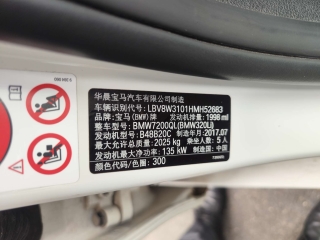 华晨宝马汽车有限公司制造
车辆识别代号: LBV8W3101HMH52683
品牌: 宝马(BMW)牌 发动机排量: 1998 ml
整车型号: BMW7200QL(BMW320Li)
发动机型号: B48B20C 制造年月: 2017.07
最大允许总质量: 2025 kg 乘坐人数: 5 人
发动机最大净功率: 135 kW 制造国: 中国
颜色代号/色圈: 300